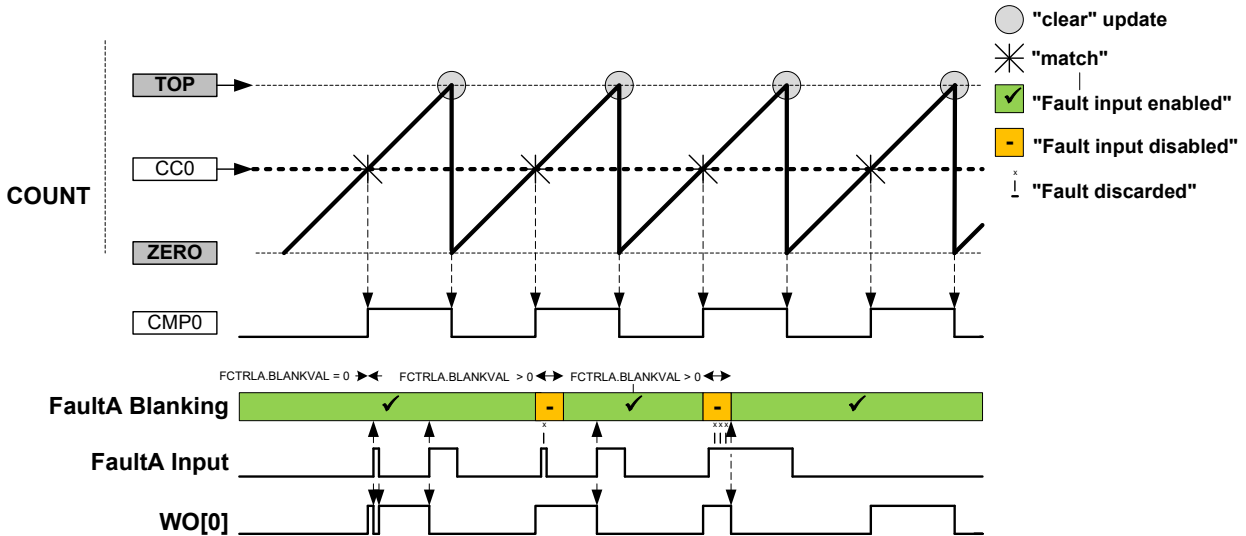 "clear" update
"match"
"Fault input enabled"
"Fault input disabled"
"Fault discarded"
x
-
x
TOP
CC0
COUNT
ZERO
CMP0
FCTRLA.BLANKVAL = 0 FCTRLA.BLANKVAL > 0 FCTRLA.BLANKVAL > 0
FaultA Blanking
✓ - ✓ - ✓
x xxx
FaultA Input
WO[0]